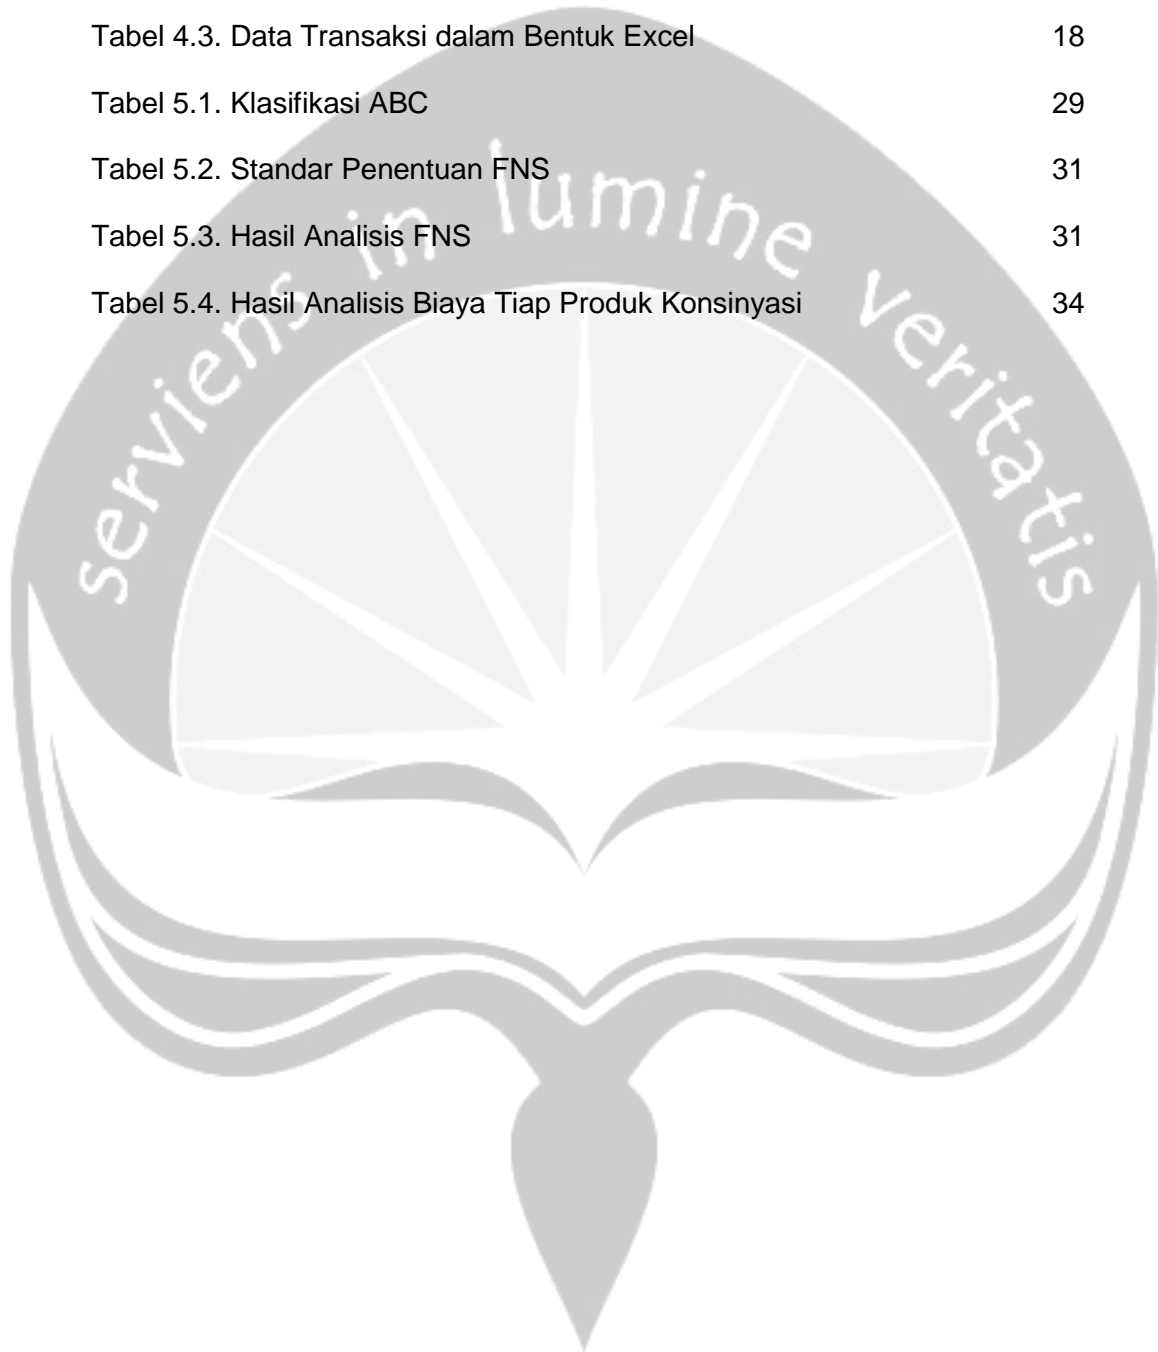 Tabel 4.3. Data Transaksi dalam Bentuk Excel 18
Tabel 5.1. Klasifikasi ABC 29
Tabel 5.2. Standar Penentuan FNS 31
Tabel 5.3. Hasil Analisis FNS 31
Tabel 5.4. Hasil Analisis Biaya Tiap Produk Konsinyasi 34
serviens in lumine veritatis